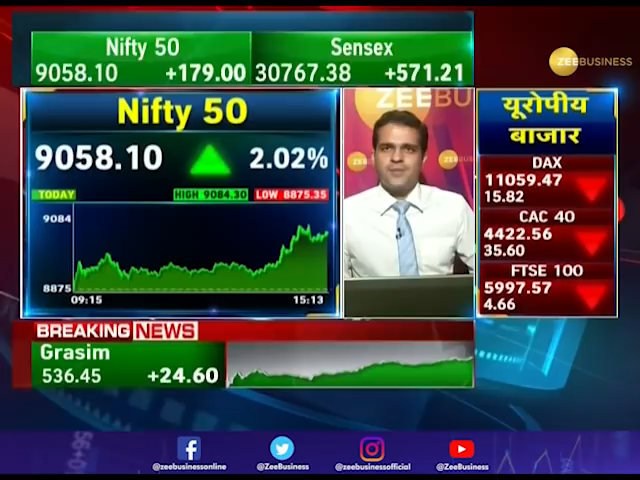 Nifty 50
9058.10 +179.00
Sensex
30767.38 +571.21
ZEEBUSINESS
Nifty 50
9058.10 2.02%
TODAY HIGH 9084.30 LOW 8875.35
9084
8875
09:15 15:13
ZEEBUS
ZEE
यूरोपीय
बाजार
DAX
11059.47
15.82
CAC 40
4422.56
35.60
FTSE 100
5997.57
4.66
BREAKING NEWS
Grasim
536.45 +24.60
@zeebusinessonline
@ZeeBusiness
@zeebusinessofficial
@ZeeBusiness